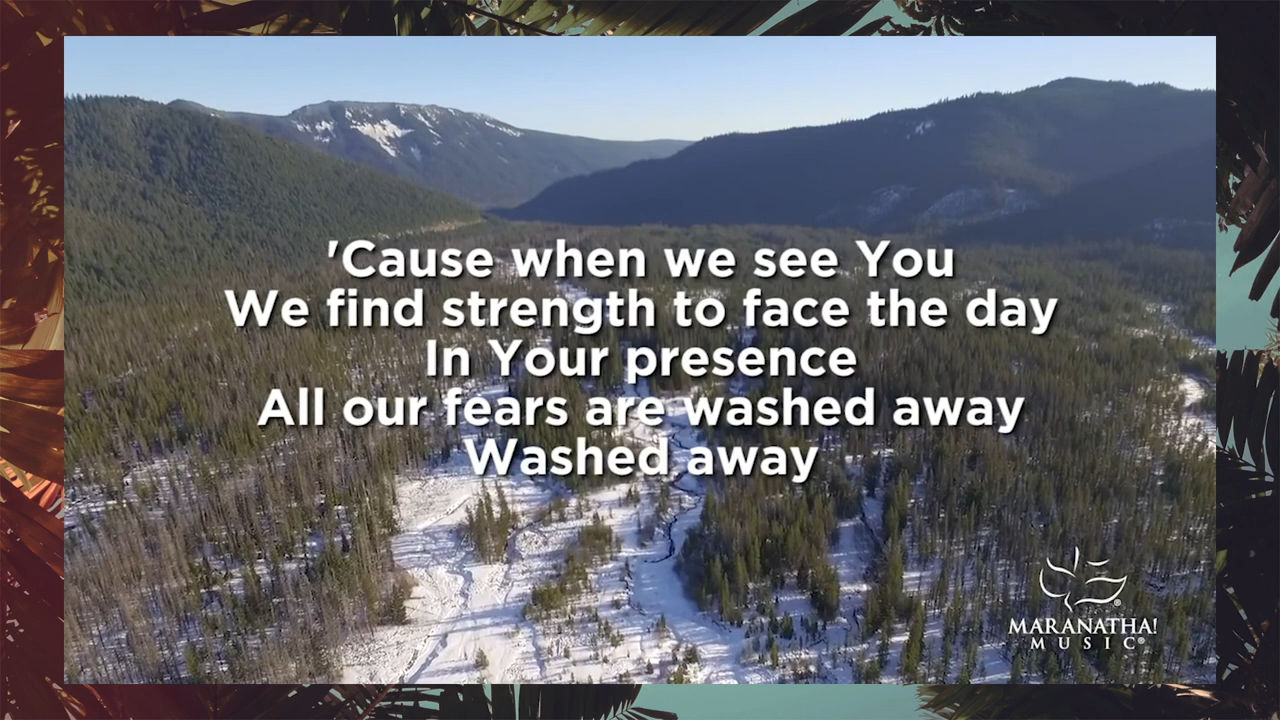 'Cause when we see You
We find strength to face the day
In Your presence
All our fears are washed away
Washed away
MARANATHA!
MUSIC®